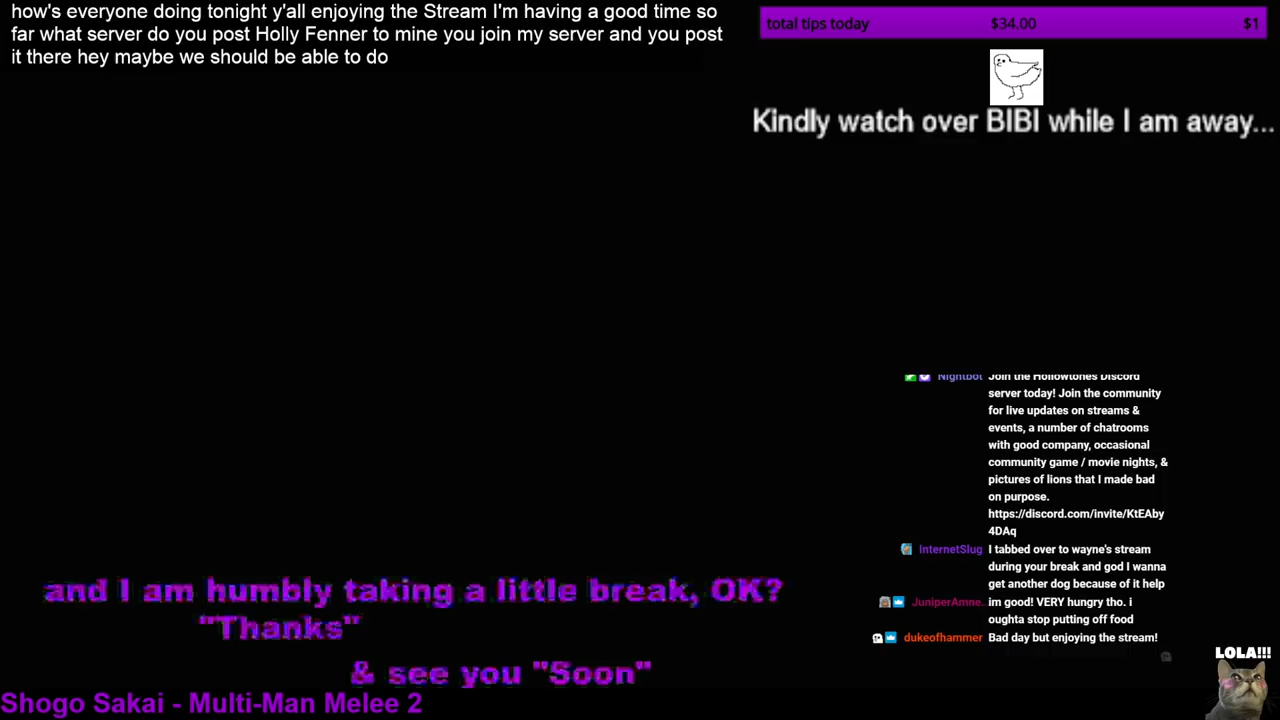 how's everyone doing tonight y'all enjoying the Stream I'm having a good time so
far what server do you post Holly Fenner to mine you join my server and you post
it there hey maybe we should be able to do
total tips today $34.00 $1
Kindly watch over BIBI while I am away...
Nightbot Join the Hollowtones Discord
server today! Join the community
for live updates on streams &
events, a number of chatrooms
with good company, occasional
community game / movie nights, &
pictures of lions that I made bad
on purpose.
https://discord.com/invite/KtEAby
4DAq
InternetSlug I tabbed over to wayne's stream
during your break and god I wanna
get another dog because of it help
JuniperAmne. im good! VERY hungry tho. i
oughta stop putting off food
dukeofhammer Bad day but enjoying the stream!
and I am humbly taking a little break, OK?
"Thanks"
& see you "Soon"
LOLA!!!
Shogo Sakai - Multi-Man Melee 2